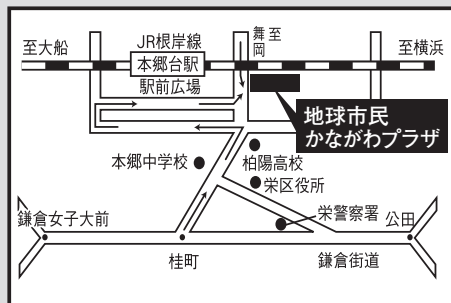 至大船
JR根岸線
本郷台駅
駅前広場
舞岡
至
至横浜
地球市民
かながわプラザ
本郷中学校
柏陽高校
栄区役所
栄警察署
鎌倉女子大前
公田
桂町
鎌倉街道